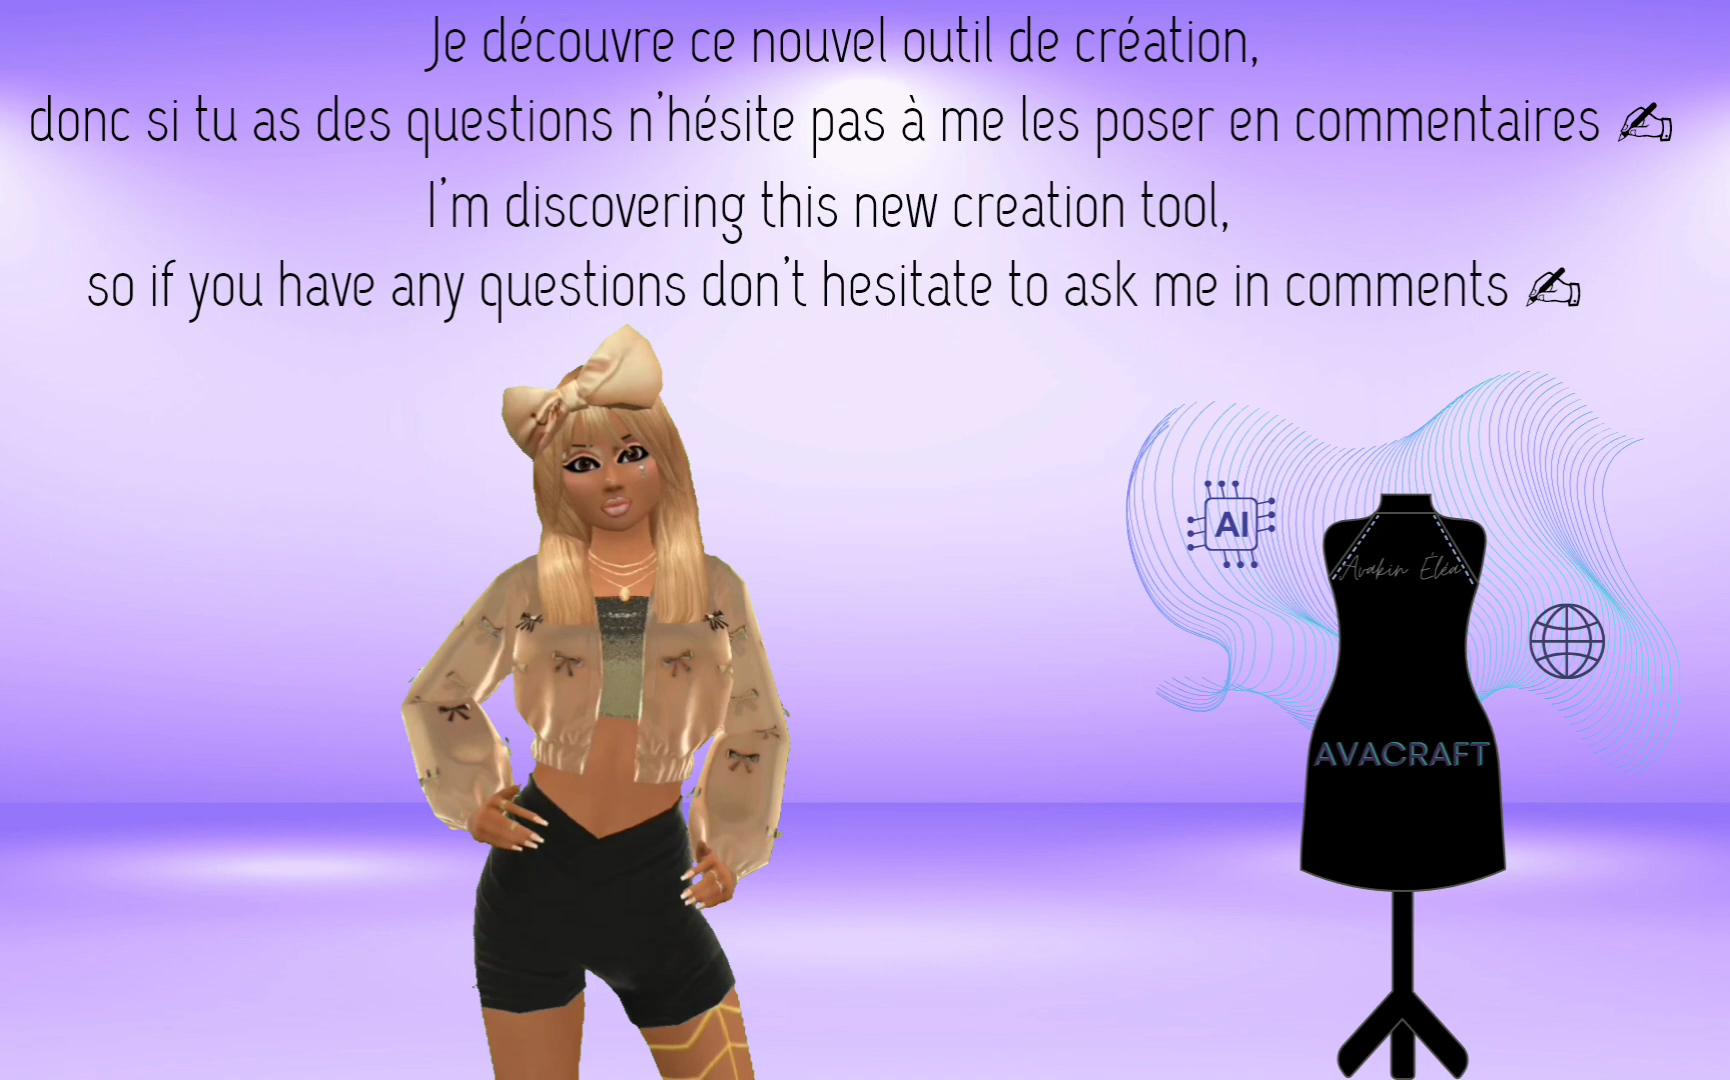 Je découvre ce nouvel outil de création,
donc si tu as des questions n'hésite pas à me les poser en commentaires ✍
I'm discovering this new creation tool,
so if you have any questions don't hesitate to ask me in comments ✍
AI
Avakin Éléa
AVACRAFT